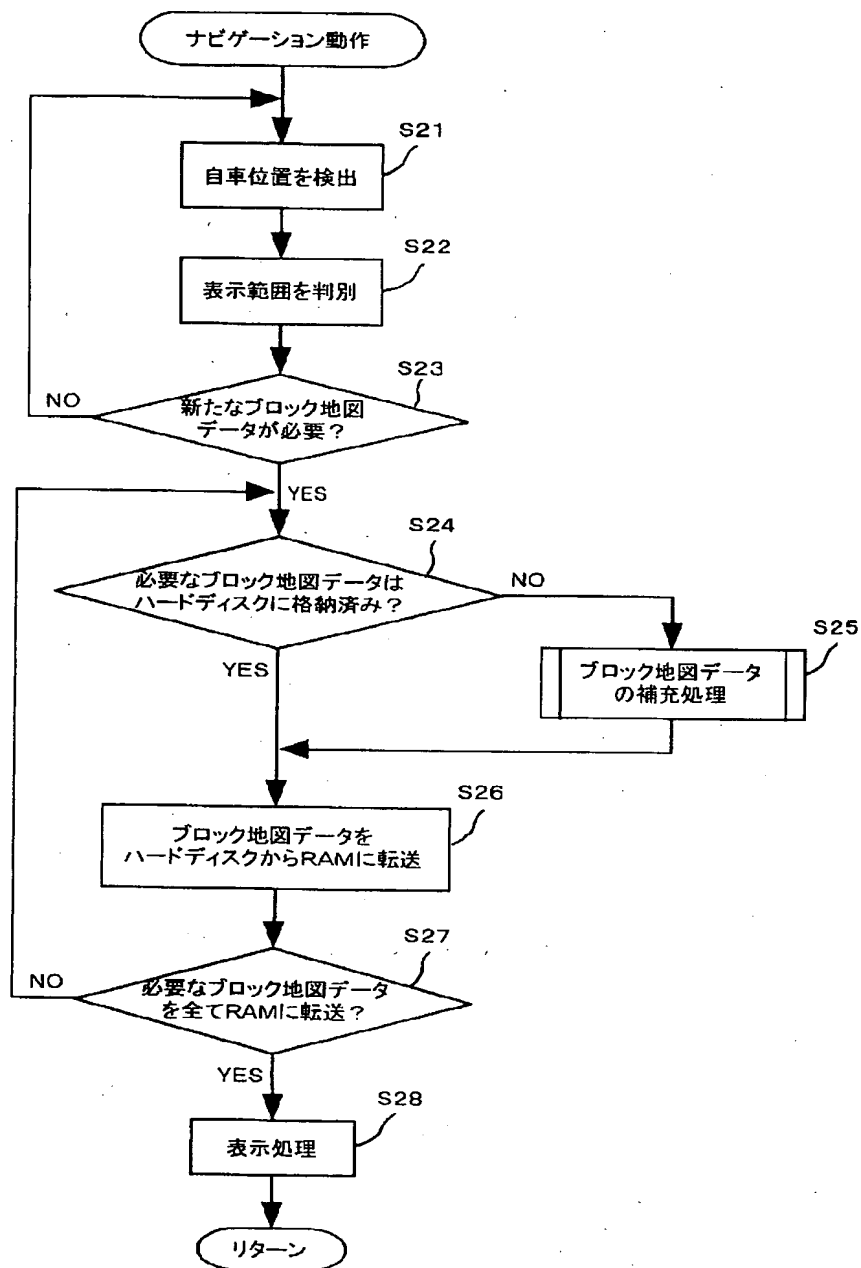 ナビゲーション動作
S21
自車位置を検出
S22
表示範囲を判別
S23
NO
新たなブロック地図
データが必要？
YES
S24
必要なブロック地図データは
ハードディスクに格納済み？
NO
YES
S25
ブロック地図データ
の補充処理
S26
ブロック地図データを
ハードディスクからRAMに転送
S27
NO
必要なブロック地図データ
を全てRAMに転送？
YES
S28
表示処理
リターン